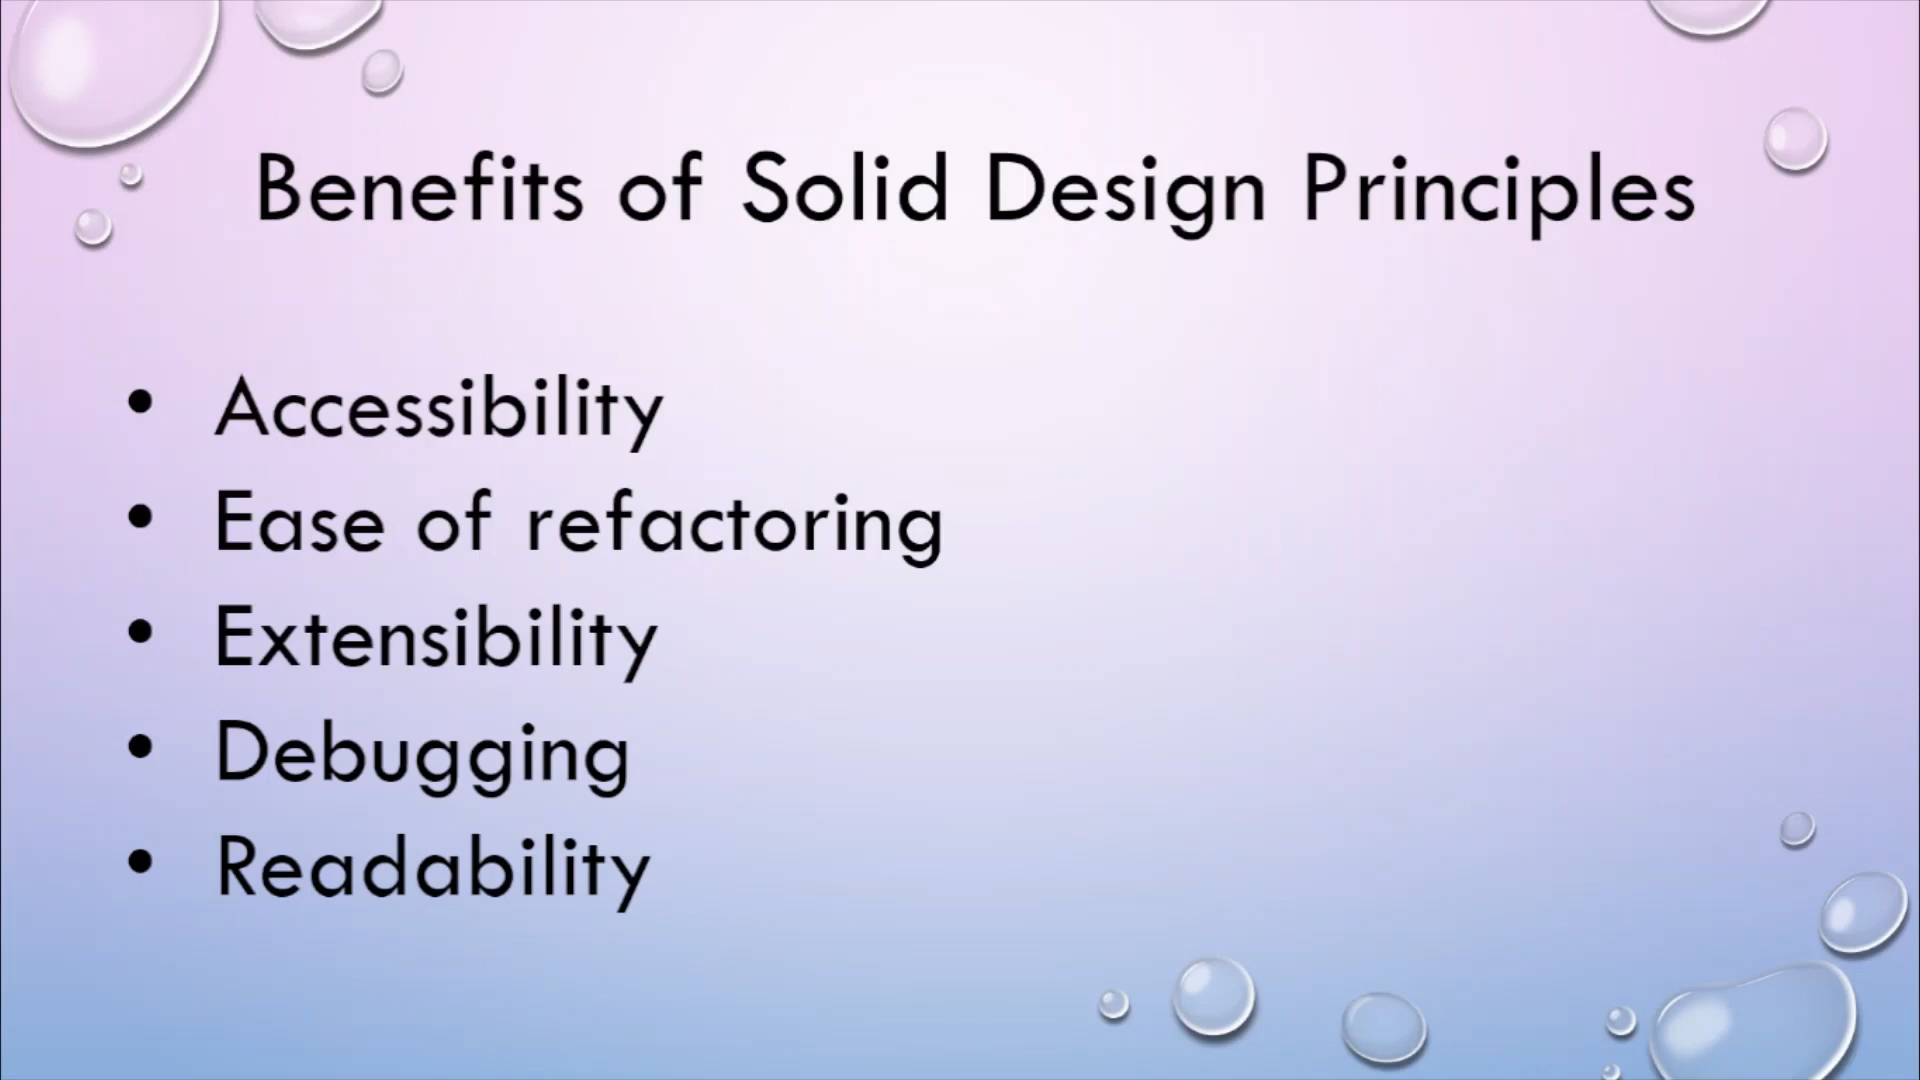 Benefits of Solid Design Principles
• Accessibility
• Ease of refactoring
• Extensibility
• Debugging
• Readability